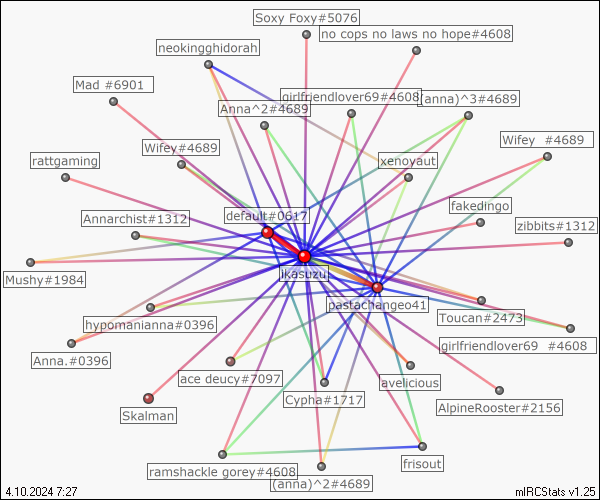 Soxy Foxy#5076
no cops no laws no hope#4608
neokingghidorah
Mad #6901
girlfriendlover69#4608
(anna)^3#4689
Anna^2#4689
Wifey  #4689
Wifey#4689
xenoyaut
rattgaming
fakedingo
Annarchist#1312
default#0617
zibbits#1312
Mushy#1984
ikasuzu
pastachangeo41
Toucan#2473
hypomanianna#0396
girlfriendlover69  #4608
Anna.#0396
ace deucy#7097
avelicious
Cypha#1717
AlpineRooster#2156
Skalman
frisout
ramshackle gorey#4608
(anna)^2#4689
4.10.2024 7:27
mIRCStats v1.25